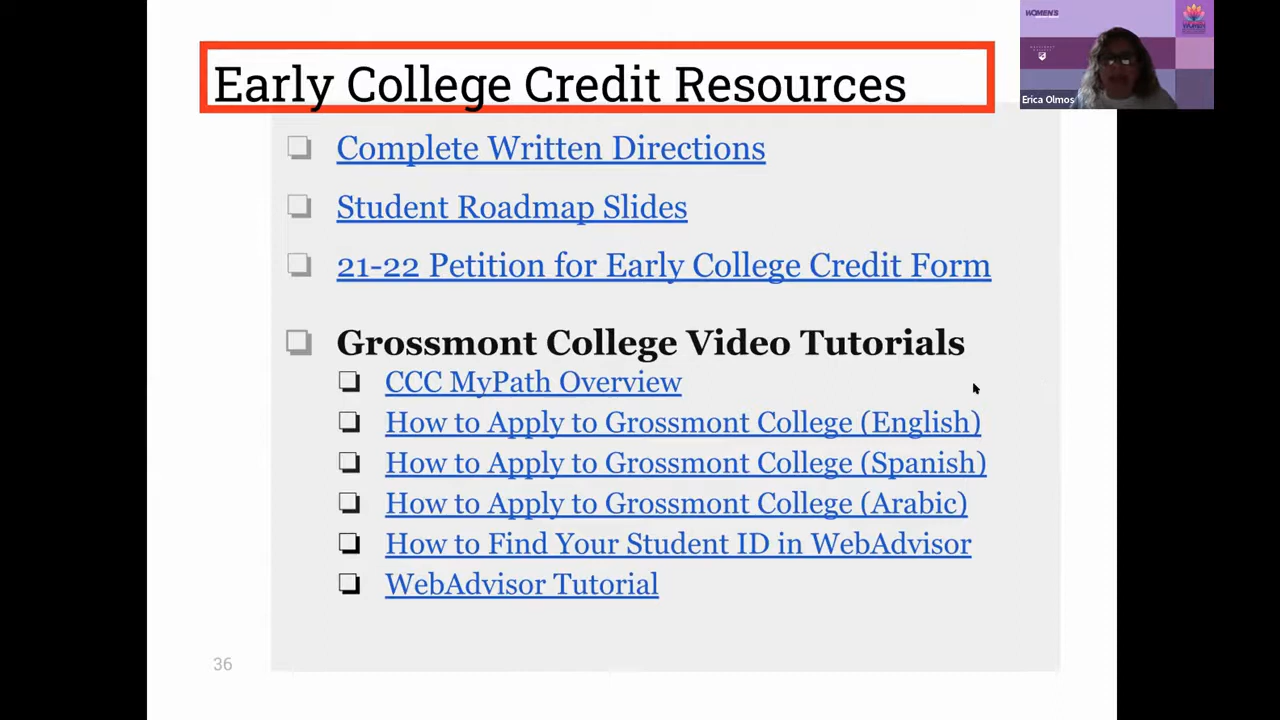 Early College Credit Resources
WOMEN'S
WOMEN
Erica Olmos
Complete Written Directions
Student Roadmap Slides
21-22 Petition for Early College Credit Form
Grossmont College Video Tutorials
CCC MyPath Overview
How to Apply to Grossmont College (English)
How to Apply to Grossmont College (Spanish)
How to Apply to Grossmont College (Arabic)
How to Find Your Student ID in WebAdvisor
WebAdvisor Tutorial
36